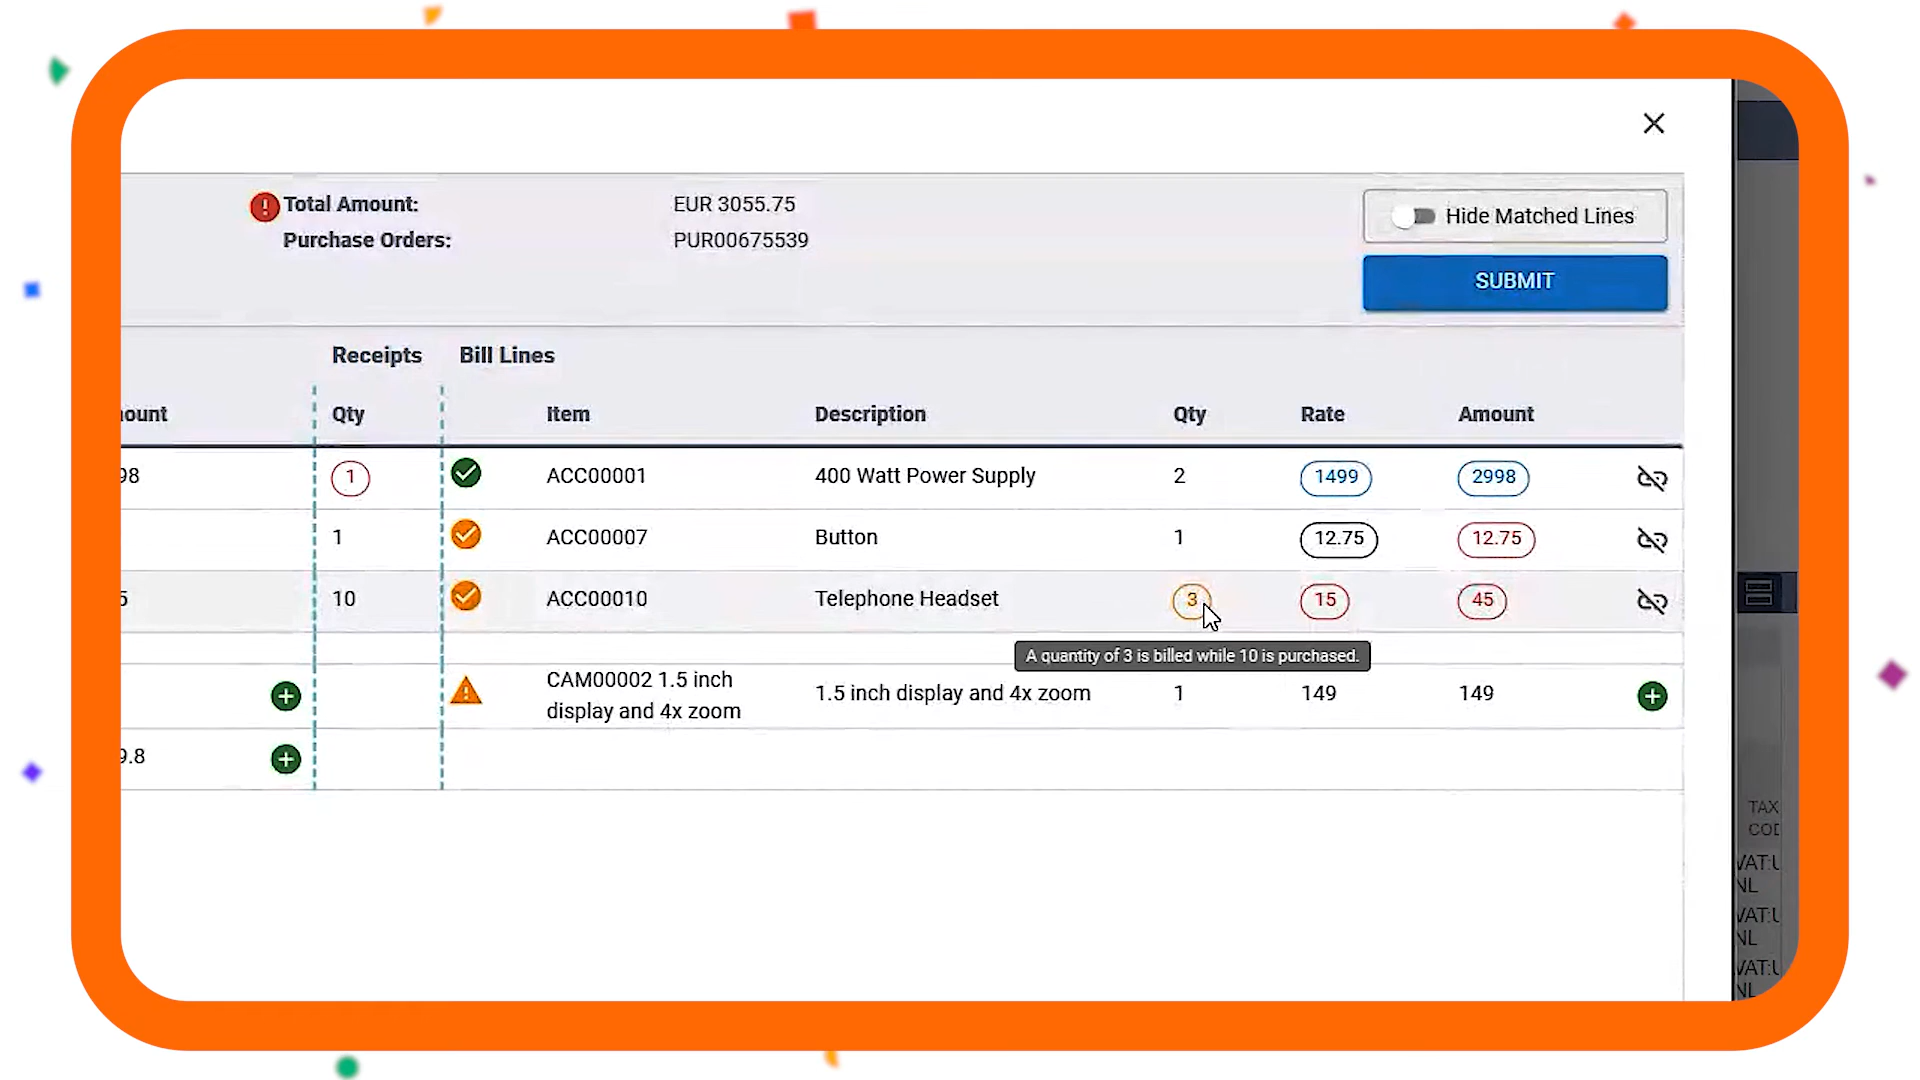 Total Amount: EUR 3055.75
Hide Matched Lines
Purchase Orders: PUR00675539
SUBMIT
Receipts Bill Lines
ount Qty Item Description Qty Rate Amount
98 1 ACC00001 400 Watt Power Supply 2 1499 2998
1 ACC00007 Button 1 12.75 12.75
5 10 ACC00010 Telephone Headset 3 15 45
A quantity of 3 is billed while 10 is purchased.
CAM00002 1.5 inch
display and 4x zoom 1.5 inch display and 4x zoom 1 149 149
9.8
TAX
VAT:U
NL
VAT:U
NL
VAT:U
NL